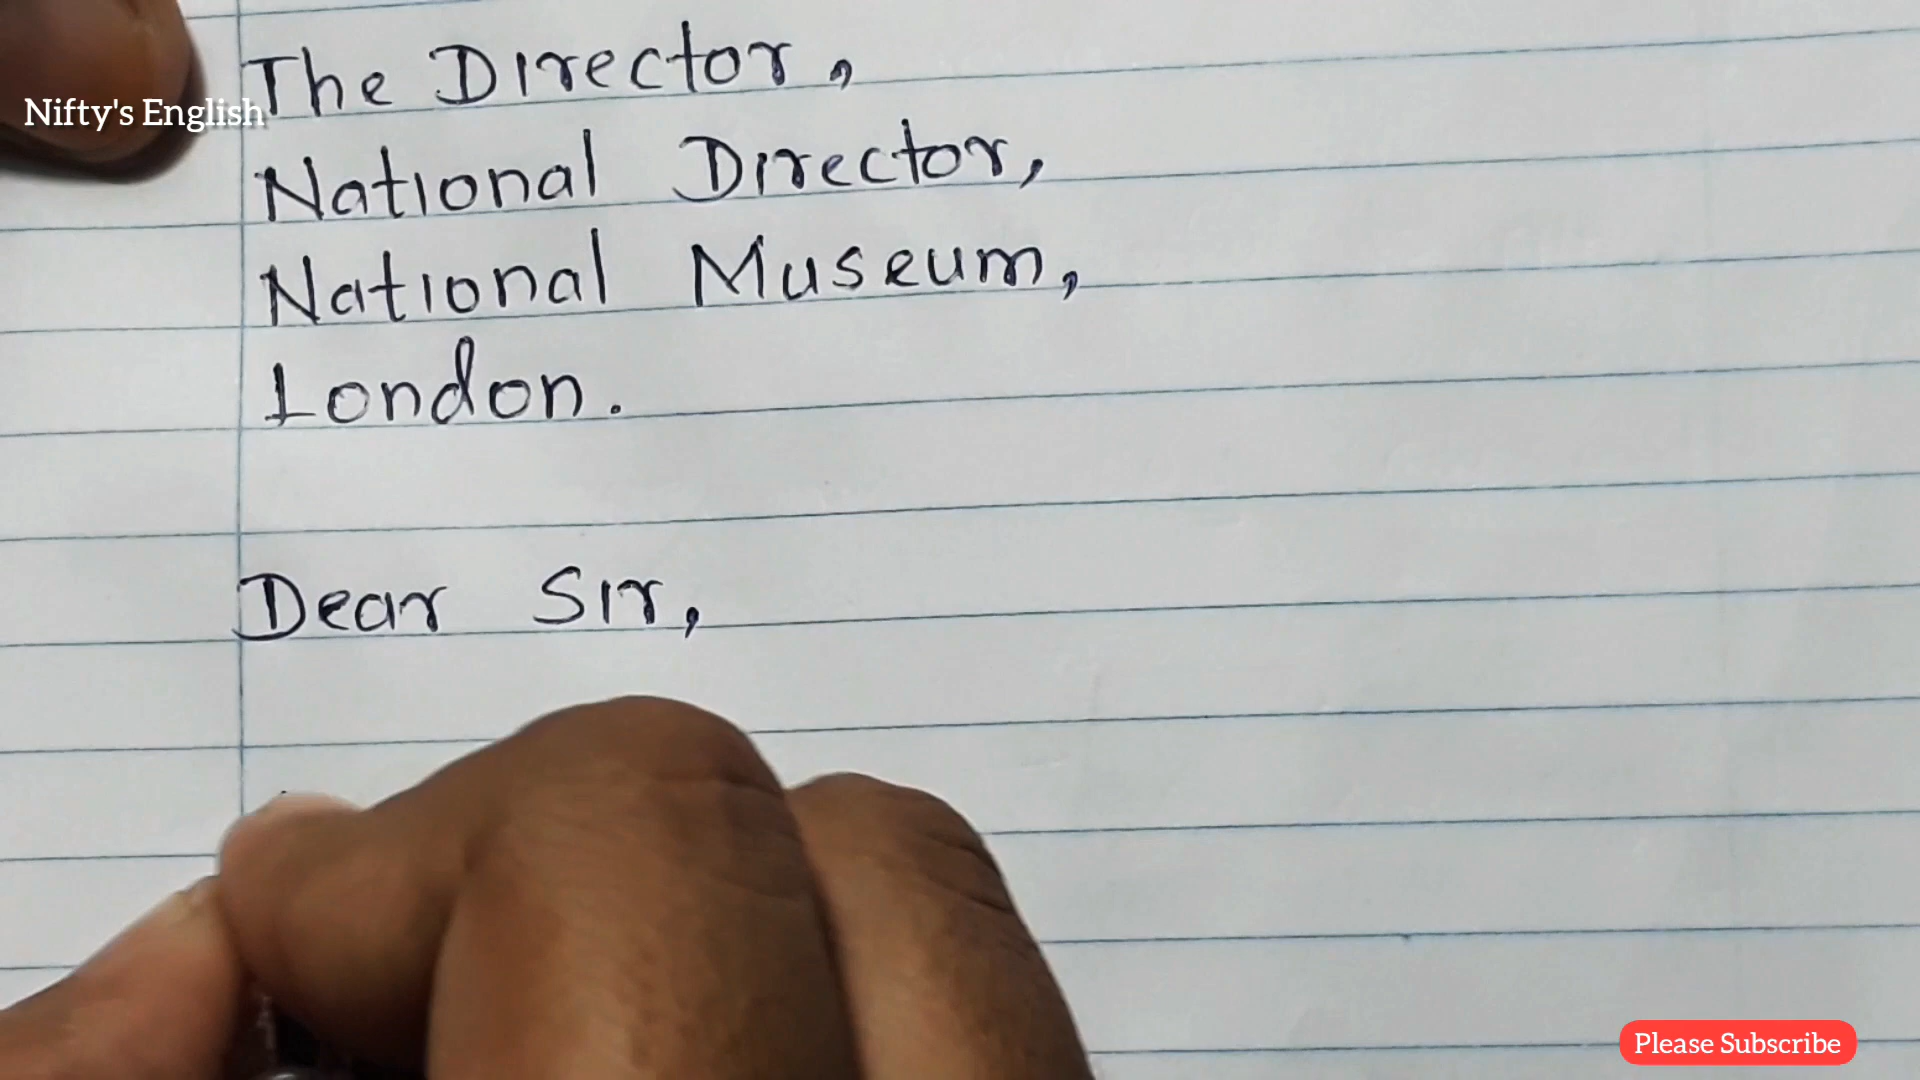 The Director,
Nifty's English
National Director,
National Museum,
London.
Dear Sir,
Please Subscribe